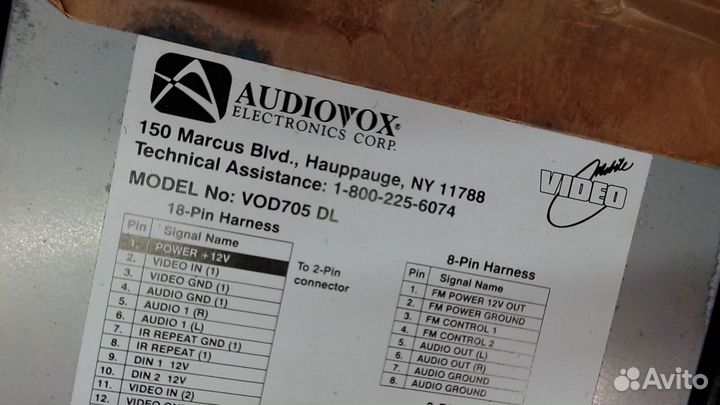 AUDIOVOX®
ELECTRONICS CORP.
150 Marcus Blvd., Hauppauge, NY 11788
Technical Assistance: 1-800-225-6074
MODEL No: VOD705 DL
Mobile
VIDEO
18-Pin Harness
Pin Signal Name
1. POWER +12V
2. VIDEO IN (1)
3. VIDEO GND (1)
4. AUDIO GND (1)
5. AUDIO 1 (R)
6. AUDIO 1 (L)
7. IR REPEAT GND (1)
8. IR REPEAT (1)
9. DIN 1 12V
10. DIN 2 12V
11. VIDEO IN (2)
12.
To 2-Pin
connector
8-Pin Harness
Pin Signal Name
1. FM POWER 12V OUT
2. FM POWER GROUND
3. FM CONTROL 1
4. FM CONTROL 2
5. AUDIO OUT (L)
6. AUDIO OUT (R)
7. AUDIO GROUND
8. AUDIO GROUND
Avito